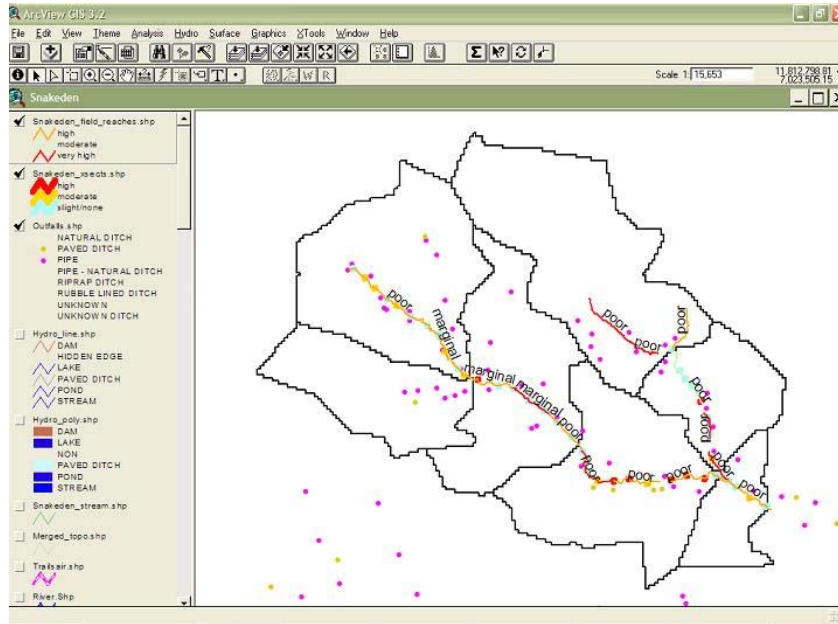 ArcView GIS 3.2
File Edit View Theme Analysis Hydro Surface Graphics XTools Window Help
Scale 1: 15,653
11,812,798.81
7,023,505.15
Snakeden
Snakeden_field_reaches.shp
high
moderate
very high
Snakeden_xsects.shp
high
moderate
slight/none
Outfalls.shp
NATURAL DITCH
PAVED DITCH
PIPE
PIPE - NATURAL DITCH
RIPRAP DITCH
RUBBLE LINED DITCH
UNKNOWN
UNKNOWN DITCH
Hydro_line.shp
DAM
HIDDEN EDGE
LAKE
PAVED DITCH
POND
STREAM
Hydro_poly.shp
DAM
LAKE
NON
PAVED DITCH
POND
STREAM
Snakeden_stream.shp
Merged_topo.shp
Trailsair.shp
River.Shp
poor
marginal
marginal marginal poor
poor
poor
poor
poor
poor
poor
poor
poor
poor
poor
poor